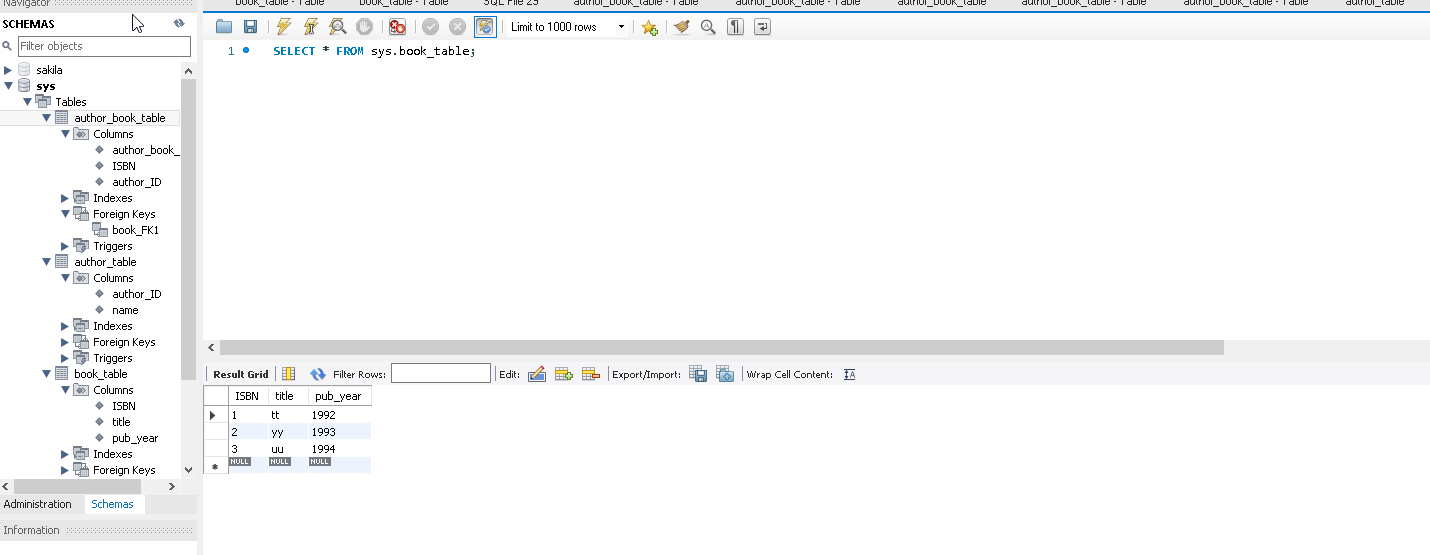 Navigator
book_table - Table book_table - Table SQL File 29 author_book_table - Table author_book_table - Table author_book_table author_book_table - Table author_table
SCHEMAS
Filter objects
Limit to 1000 rows
1 SELECT * FROM sys.book_table;
sakila
sys
Tables
author_book_table
Columns
author_book_
ISBN
author_ID
Indexes
Foreign Keys
book_FK1
Triggers
author_table
Columns
author_ID
name
Indexes
Foreign Keys
Triggers
book_table
Columns
ISBN
title
pub_year
Indexes
Foreign Keys
Administration Schemas
Information
Result Grid Filter Rows: Edit: Export/Import: Wrap Cell Content: IA
ISBN title pub_year
1 tt 1992
2 yy 1993
3 uu 1994
NULL NULL NULL